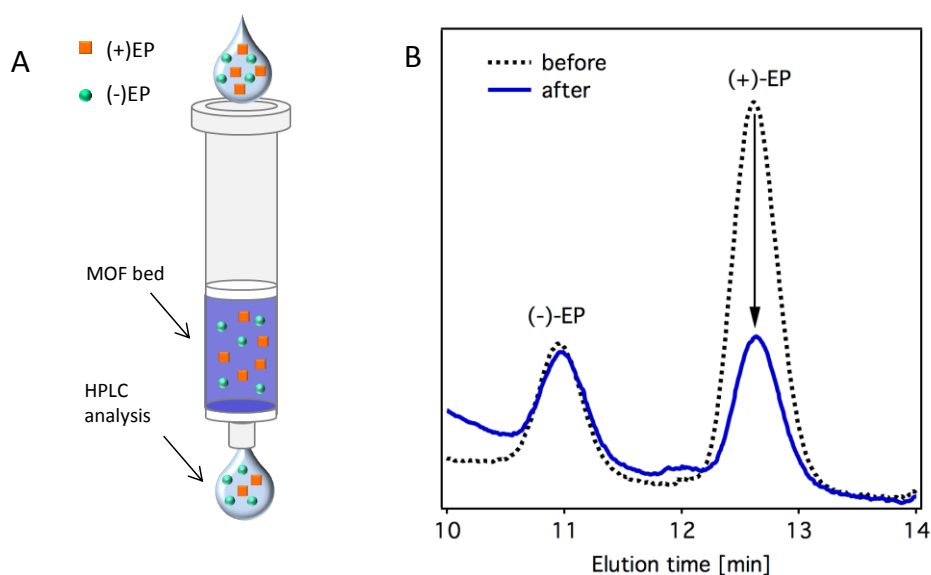 A
(+)EP
(-)EP
MOF bed
HPLC
analysis
B
before
after
(+)-EP
(-)-EP
10
11
12
13
14
Elution time [min]